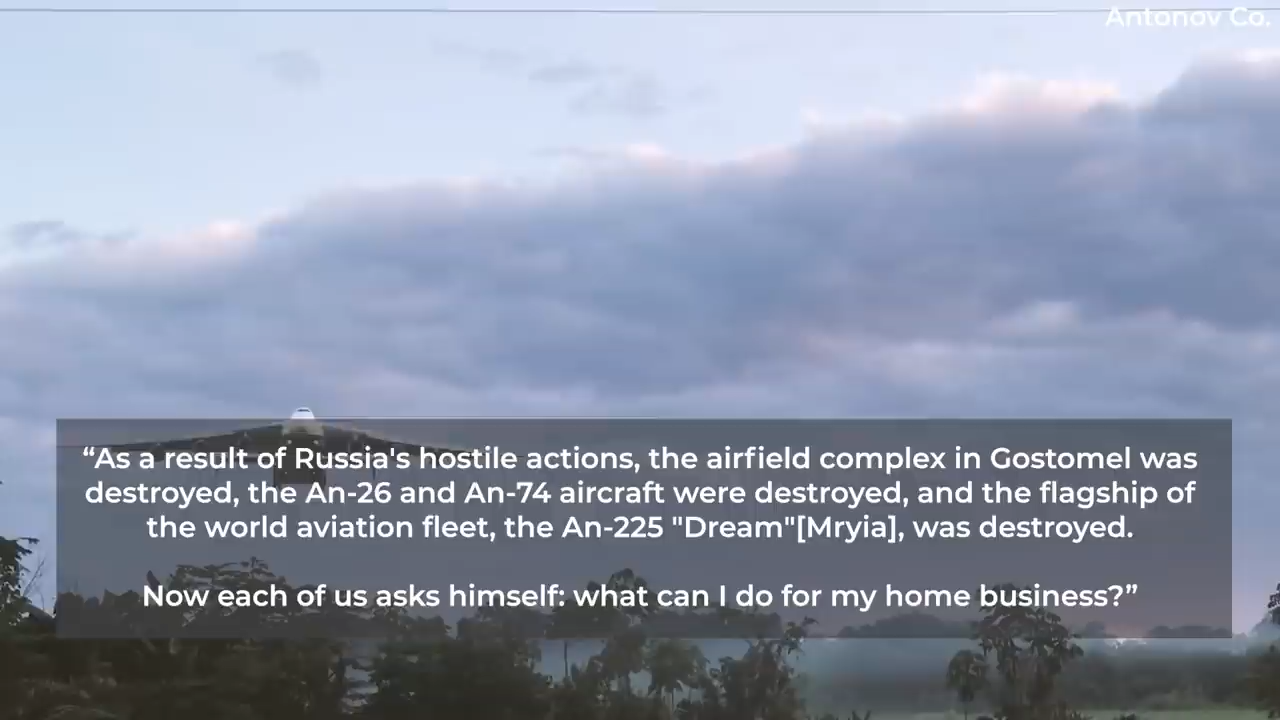 Antonov Co.
“As a result of Russia's hostile actions, the airfield complex in Gostomel was
destroyed, the An-26 and An-74 aircraft were destroyed, and the flagship of
the world aviation fleet, the An-225 "Dream"[Mryia], was destroyed.
Now each of us asks himself: what can I do for my home business?”